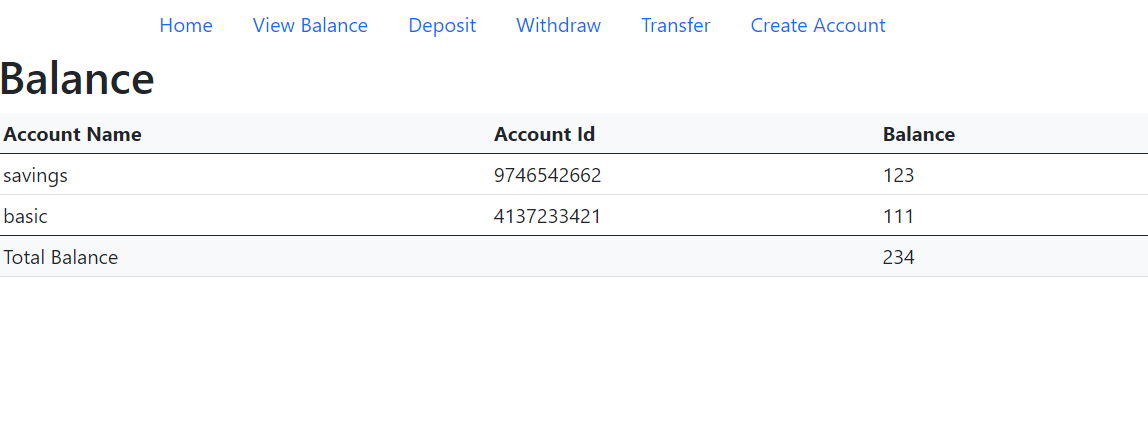 Home View Balance Deposit Withdraw Transfer Create Account
Balance
Account Name Account Id Balance
savings 9746542662 123
basic 4137233421 111
Total Balance 234